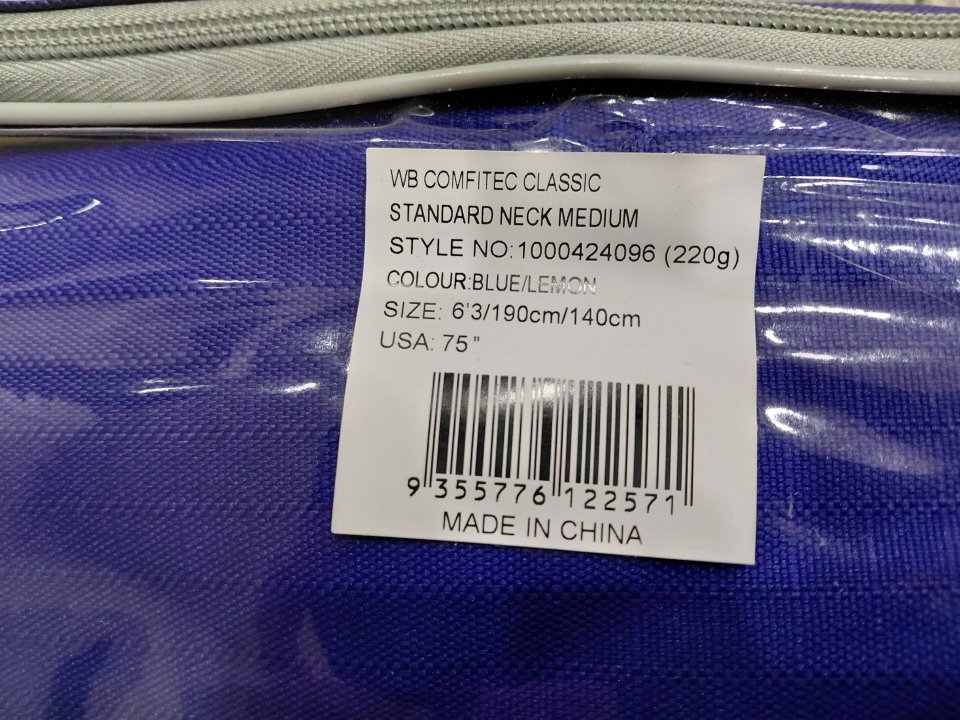 WB COMFITEC CLASSIC
STANDARD NECK MEDIUM
STYLE NO:1000424096 (220g)
COLOUR:BLUE/LEMON
SIZE: 6'3/190cm/140cm
USA: 75"
9 355776 122571
MADE IN CHINA